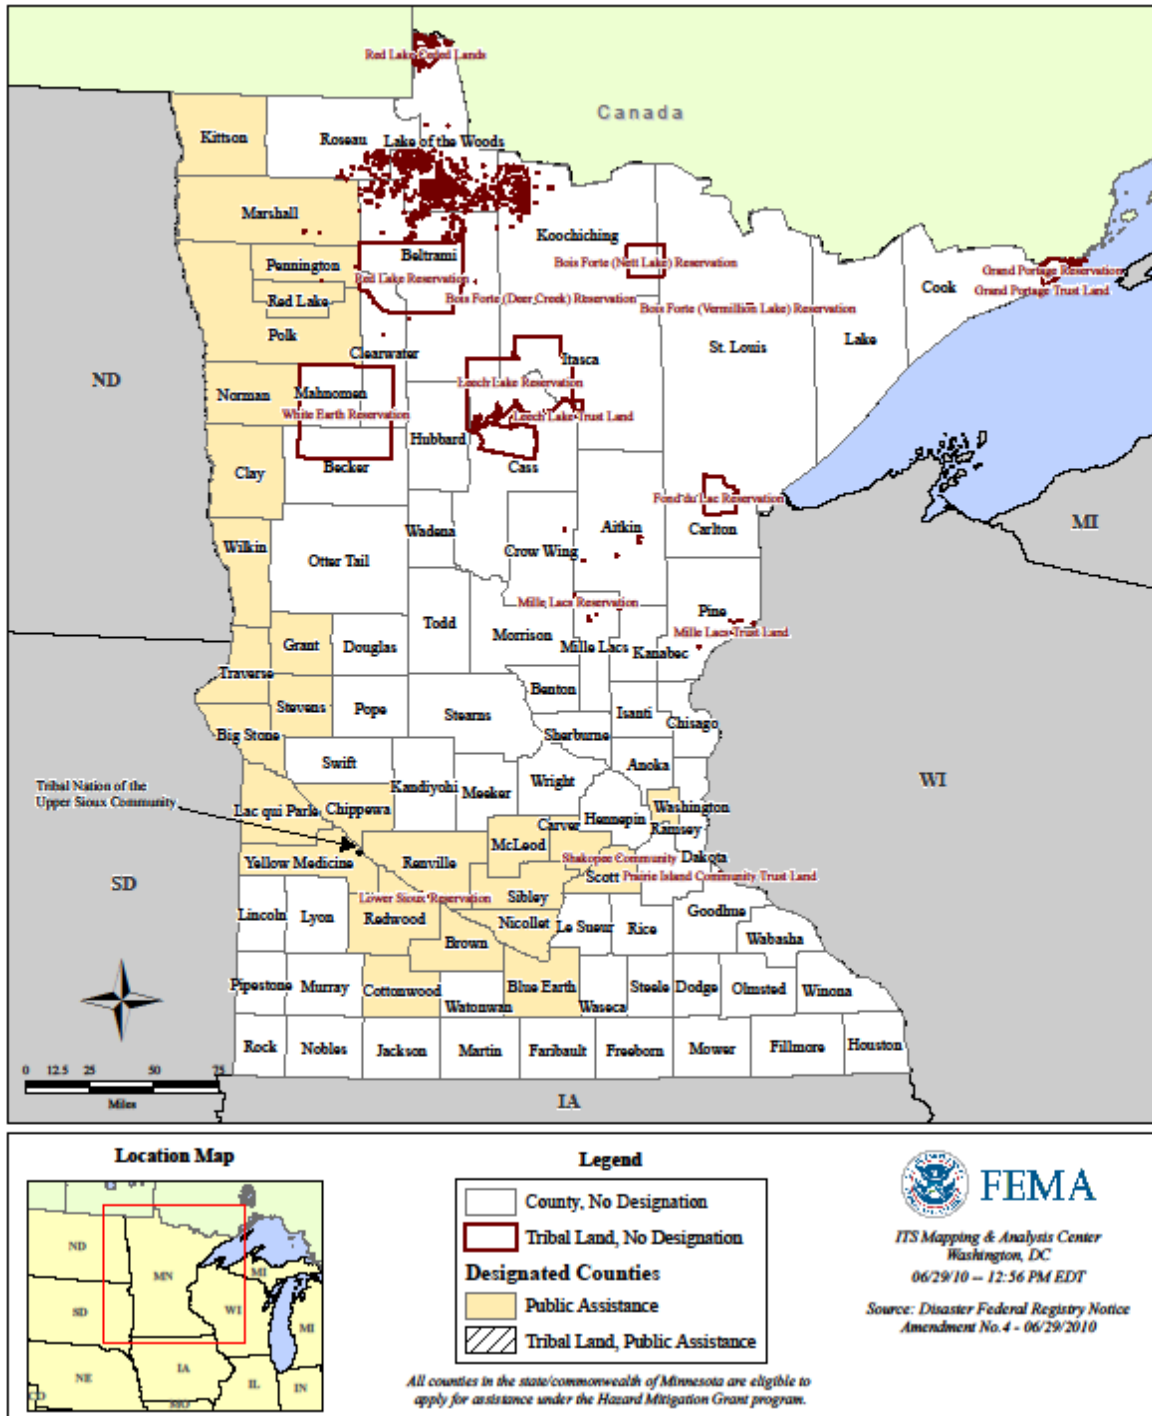 Red Lake Ceded Lands
Canada
Kittson
Roseau
Lake of the Woods
Marshall
Koochiching
Beltrami
Pennington
Bois Forte (Nett Lake) Reservation
Grand Portage Reservation
Red Lake Reservation
Cook
Grand Portage Trust Land
Red Lake
Bois Forte (Deer Creek) Reservation
Bois Forte (Vermillion Lake) Reservation
Polk
Lake
St. Louis
Clearwater
Itasca
ND
Leech Lake Reservation
Norman
Mahnomen
White Earth Reservation
Leech Lake Trust Land
Hubbard
Becker
Cass
Clay
Fond du Lac Reservation
MI
Aitkin
Carlton
Wadena
Wilkin
Crow Wing
Otter Tail
Mille Lacs Reservation
Pine
Todd
Morrison
Mille Lacs Trust Land
Grant
Douglas
Mille Lacs
Kanabec
Traverse
Benton
Stevens
Pope
Stearns
Isanti
Chisago
Big Stone
Sherburne
Swift
Anoka
WI
Wright
Tribal Nation of the
Upper Sioux Community
Kandiyohi
Meeker
Lac qui Parle
Chippewa
Washington
Hennepin
Carver
Ramsey
McLeod
Shakopee Community
Dakota
Yellow Medicine
Renville
SD
Scott
Prairie Island Community Trust Land
Lower Sioux Reservation
Sibley
Lincoln
Lyon
Redwood
Nicollet
Le Sueur
Rice
Goodhue
Brown
Wabasha
Pipestone
Murray
Cottonwood
Watonwan
Blue Earth
Waseca
Steele
Dodge
Olmsted
Winona
Rock
Nobles
Jackson
Martin
Faribault
Freeborn
Mower
Fillmore
Houston
0 12.5 25 50 75
Miles
IA
Location Map
ND
MN
MI
SD
WI
MI
NE
IA
IL
IN
CO
MO
Legend
County, No Designation
Tribal Land, No Designation
Designated Counties
Public Assistance
Tribal Land, Public Assistance
All counties in the state/commonwealth of Minnesota are eligible to
apply for assistance under the Hazard Mitigation Grant program.
FEMA
ITS Mapping & Analysis Center
Washington, DC
06/29/10 -- 12:56 PM EDT
Source: Disaster Federal Registry Notice
Amendment No. 4 - 06/29/2010